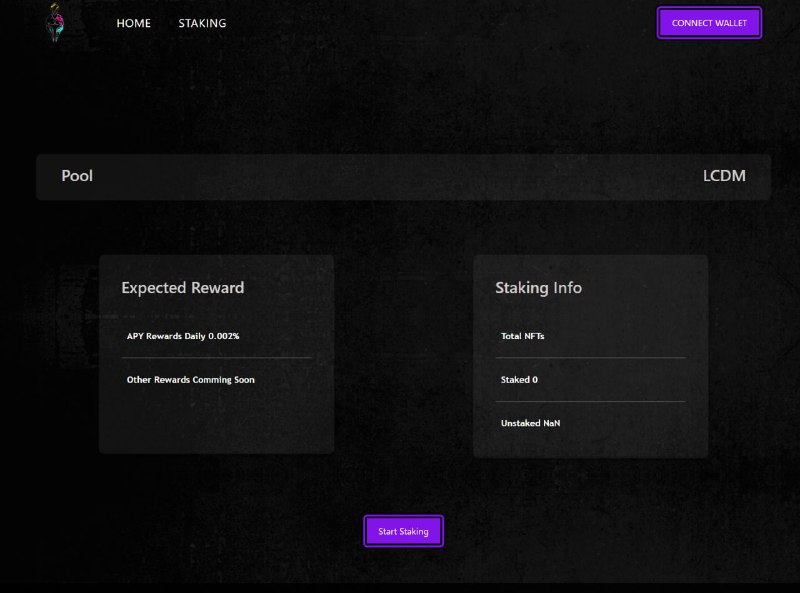 HOME
STAKING
CONNECT WALLET
Pool
LCDM
Expected Reward
APY Rewards Daily 0.002%
Other Rewards Comming Soon
Staking Info
Total NFTs
Staked 0
Unstaked NaN
Start Staking